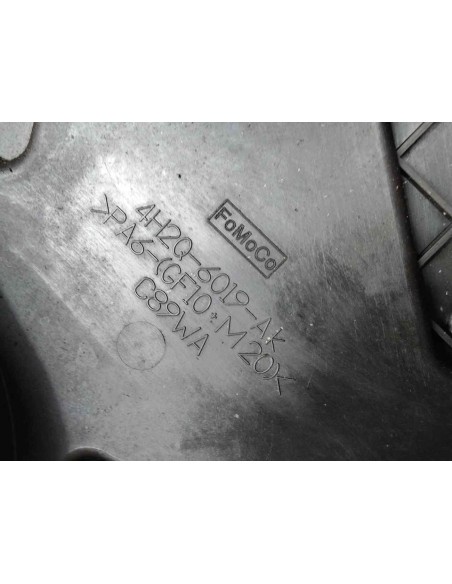 FoMoCo
4H2Q-6019-AK
>PA6-(GF10+M20)<
C89WA